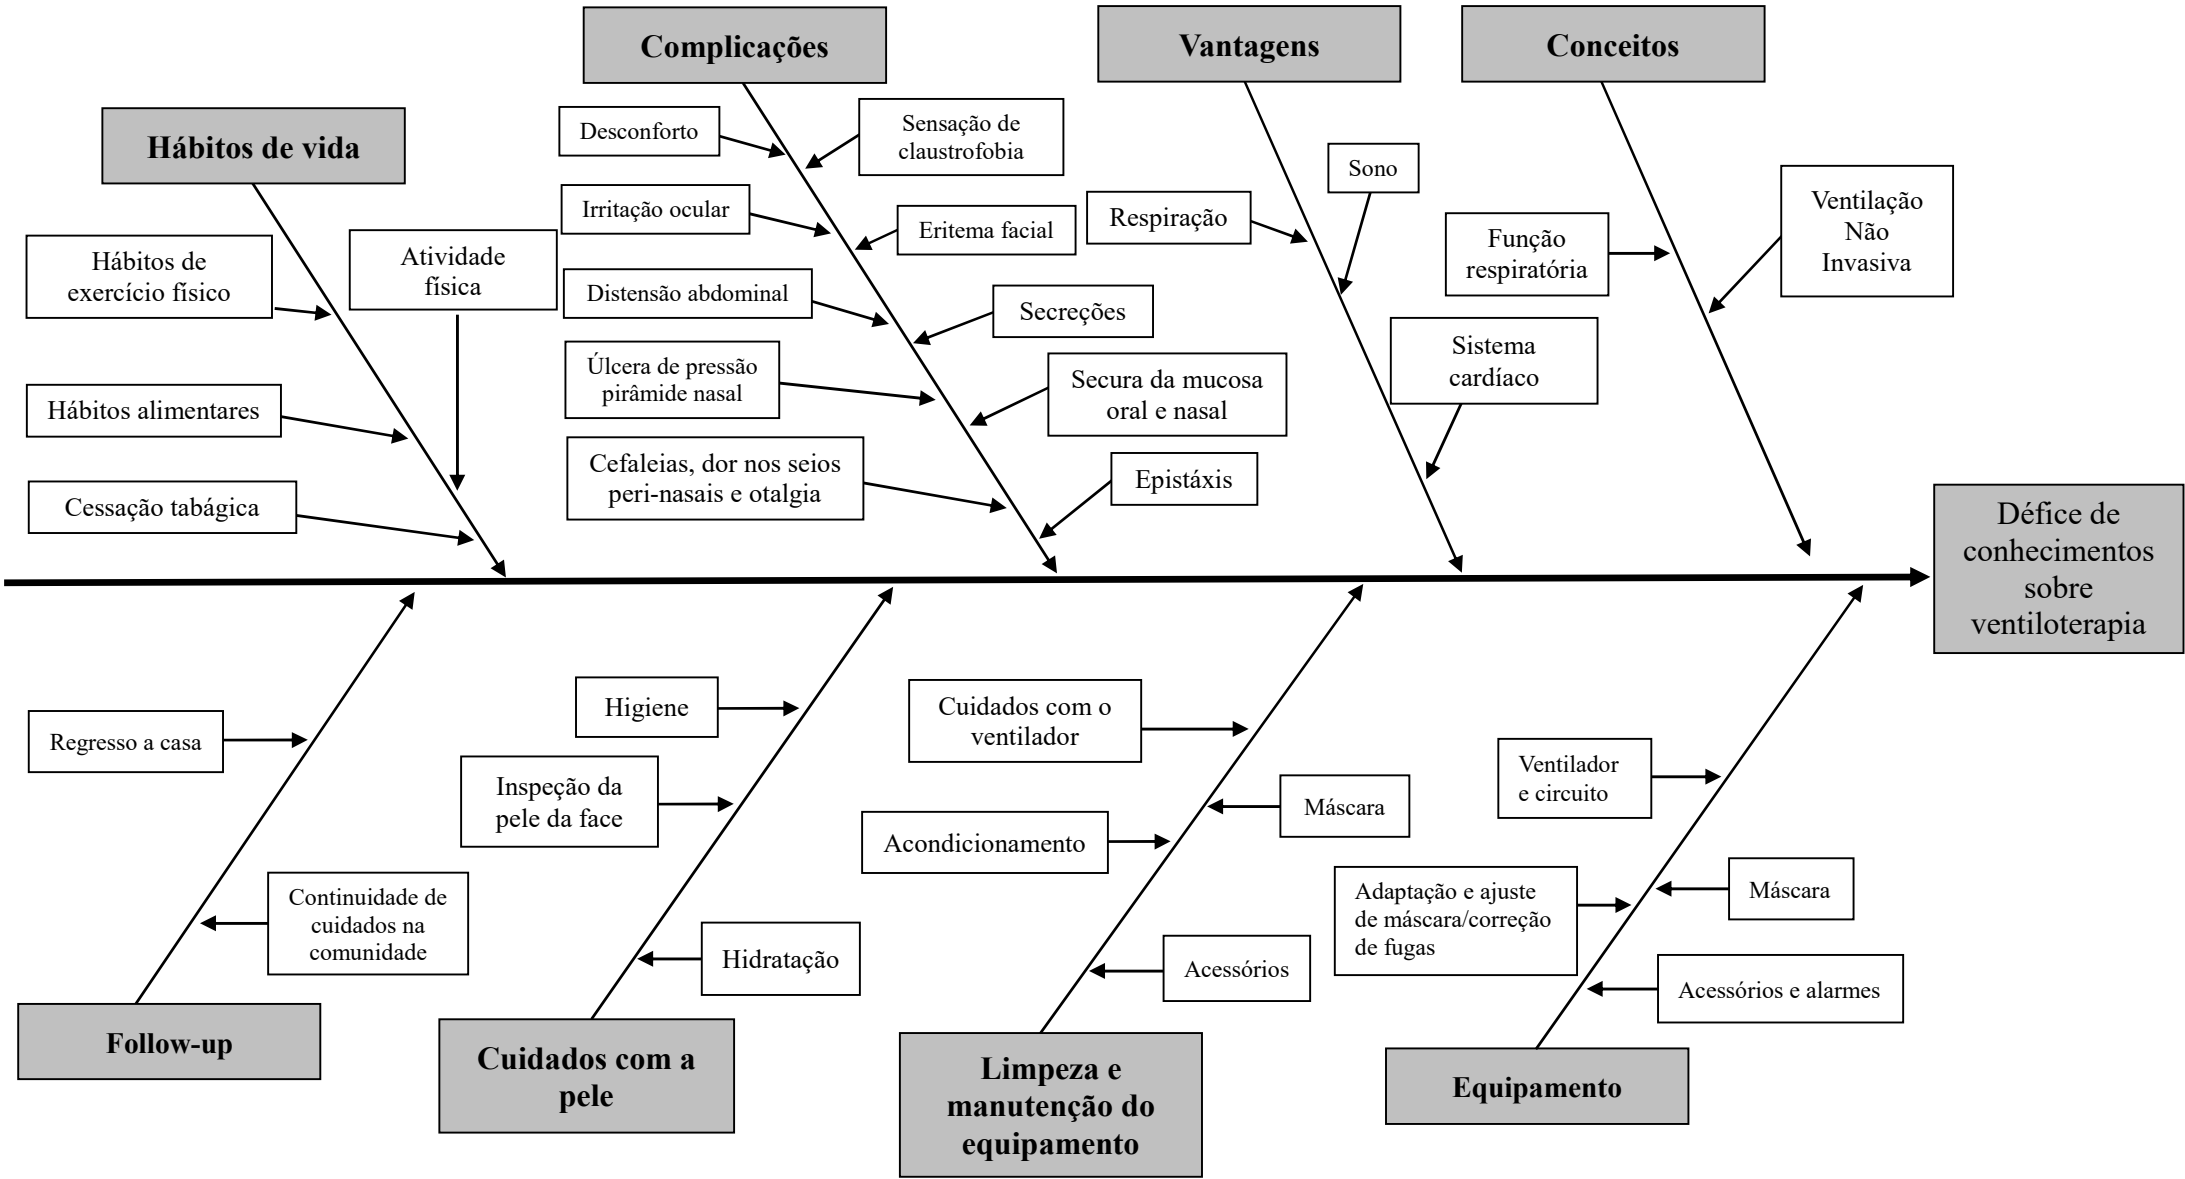 Complicações
Vantagens
Conceitos
Hábitos de vida
Desconforto
Sensação de
claustrofobia
Sono
Ventilação
Não
Invasiva
Irritação ocular
Eritema facial
Respiração
Função
respiratória
Hábitos de
exercício físico
Atividade
física
Distensão abdominal
Secreções
Sistema
cardíaco
Úlcera de pressão
pirâmide nasal
Secura da mucosa
oral e nasal
Hábitos alimentares
Cefaleias, dor nos seios
peri-nasais e otalgia
Epistáxis
Cessação tabágica
Défice de
conhecimentos
sobre
ventiloterapia
Regresso a casa
Higiene
Cuidados com o
ventilador
Ventilador
e circuito
Inspeção da
pele da face
Máscara
Acondicionamento
Adaptação e ajuste
de máscara/correção
de fugas
Máscara
Continuidade de
cuidados na
comunidade
Hidratação
Acessórios
Acessórios e alarmes
Follow-up
Cuidados com a
pele
Limpeza e
manutenção do
equipamento
Equipamento